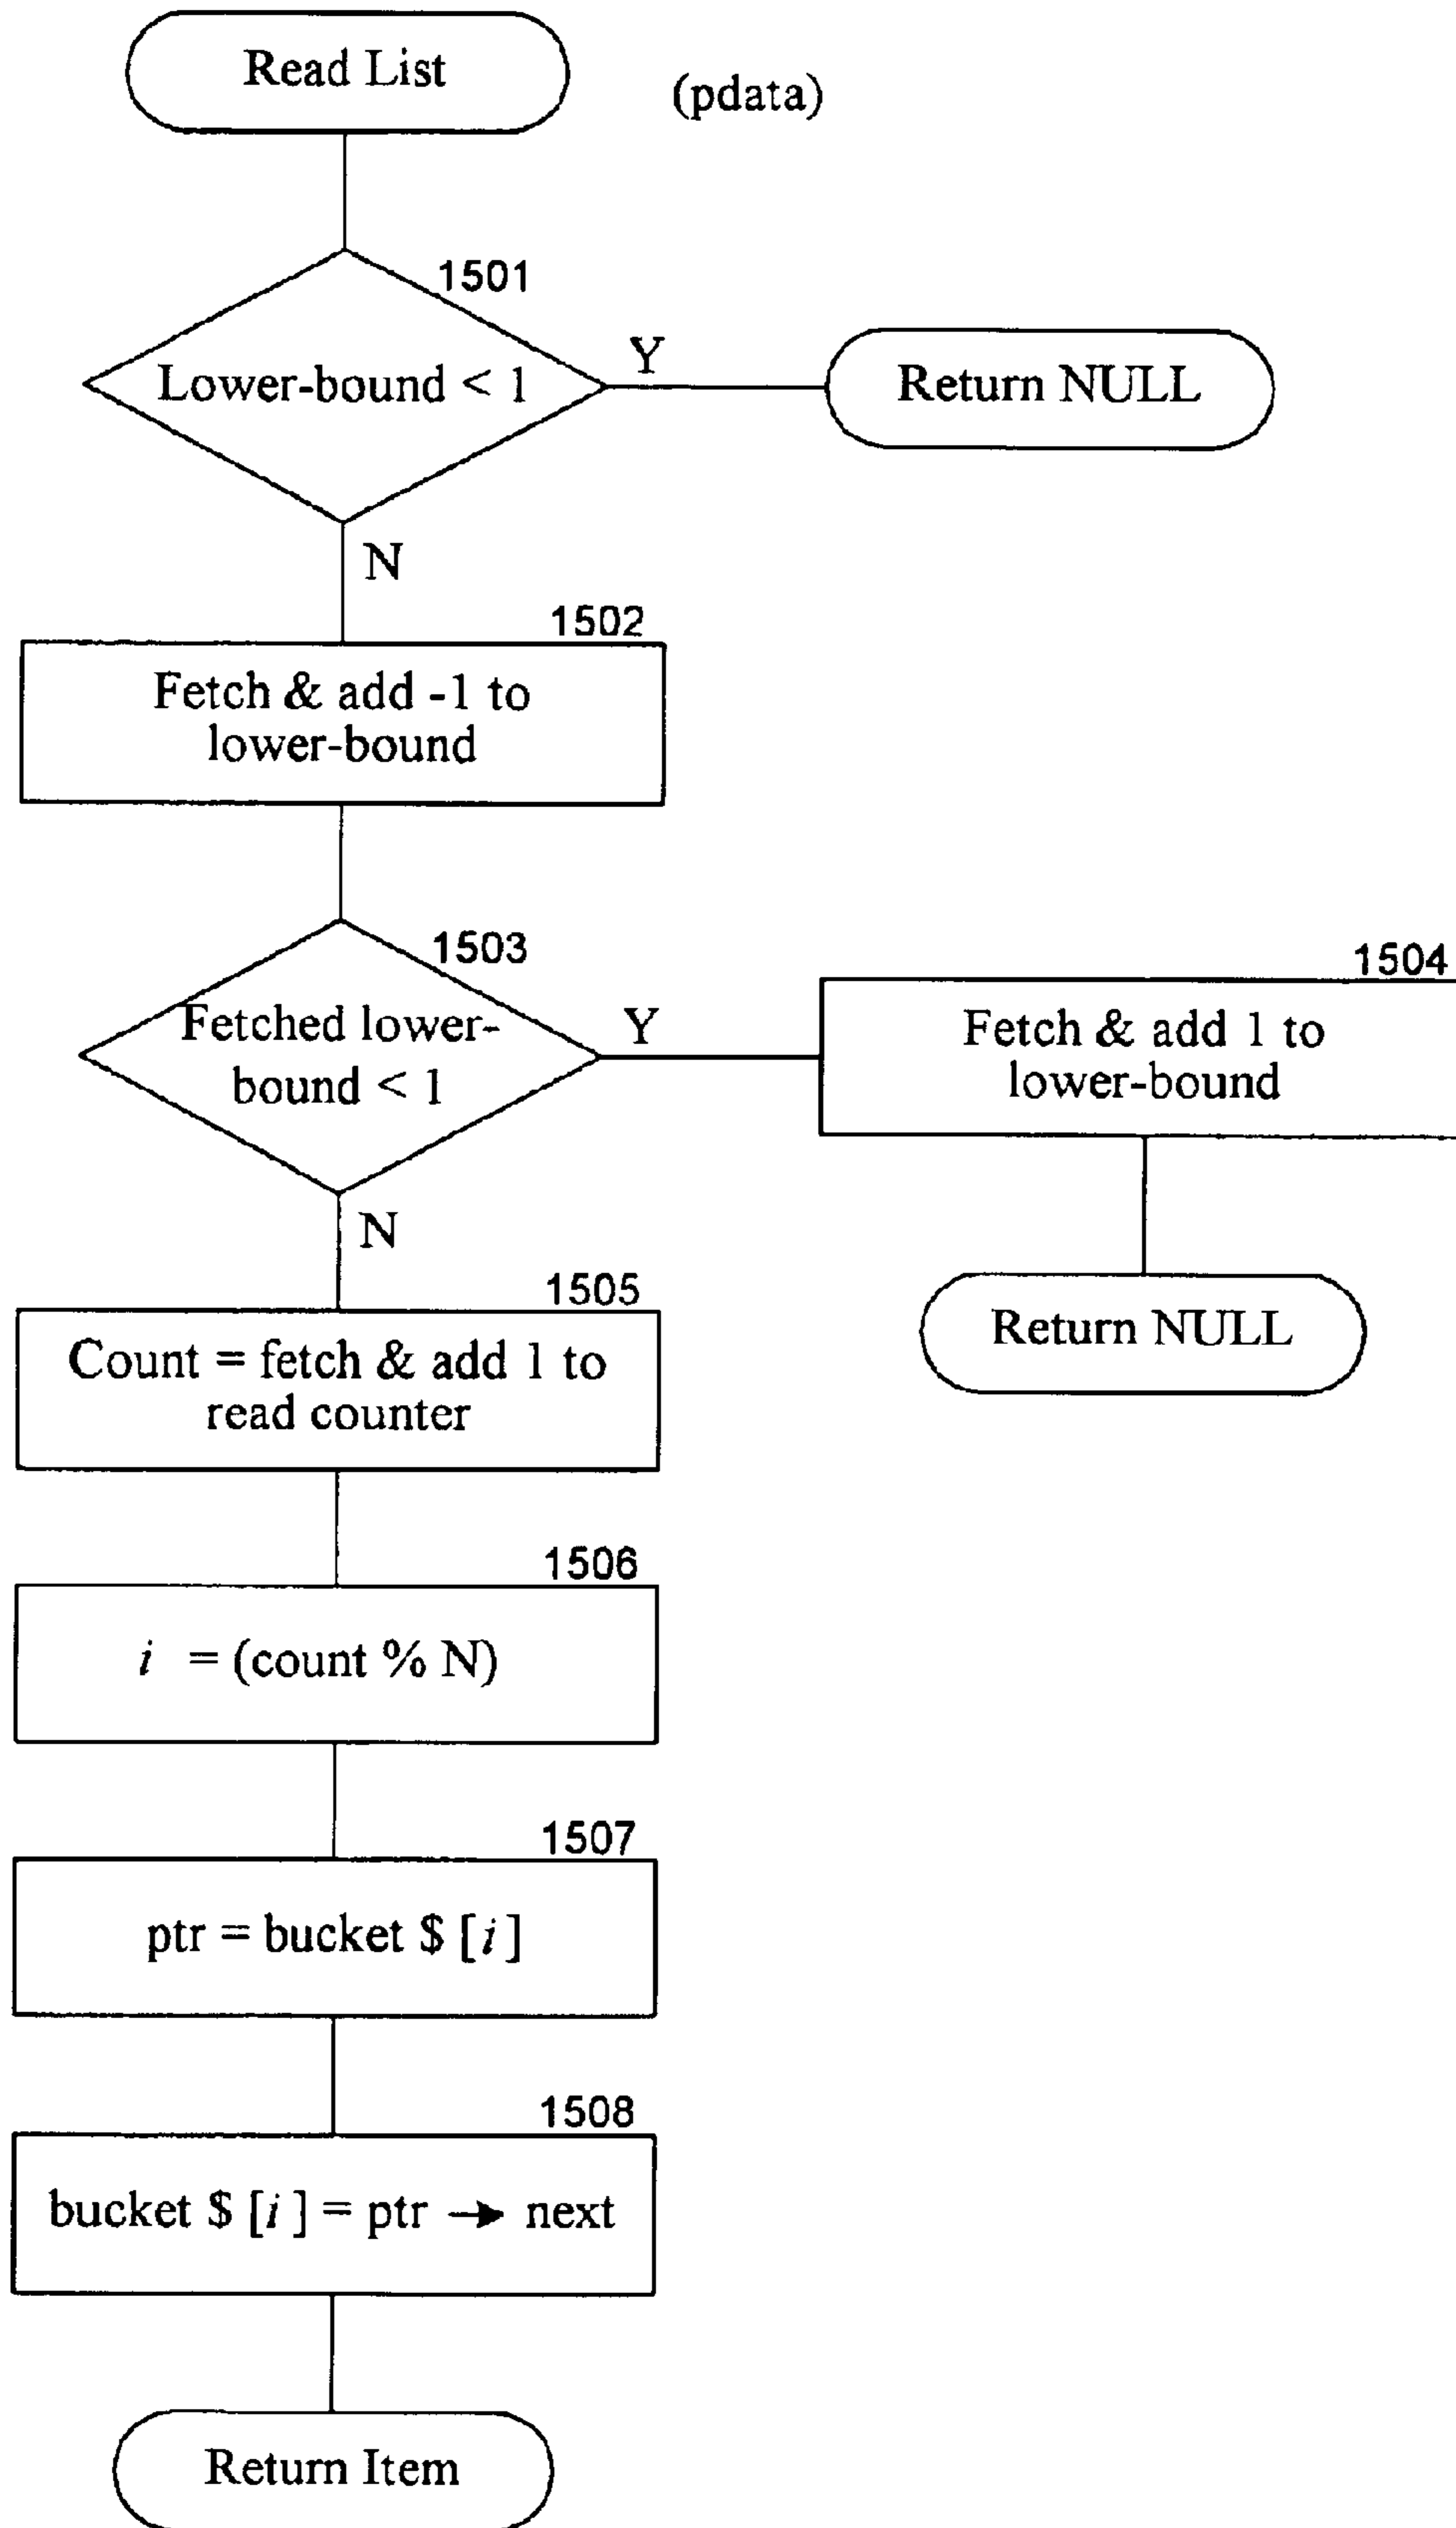 Read List
(pdata)
1501
Lower-bound < 1
Y
Return NULL
N
1502
Fetch & add -1 to
lower-bound
1503
Fetched lower-
bound < 1
Y
1504
Fetch & add 1 to
lower-bound
Return NULL
N
1505
Count = fetch & add 1 to
read counter
1506
i = (count % N)
1507
ptr = bucket $ [i]
1508
bucket $ [i] = ptr → next
Return Item